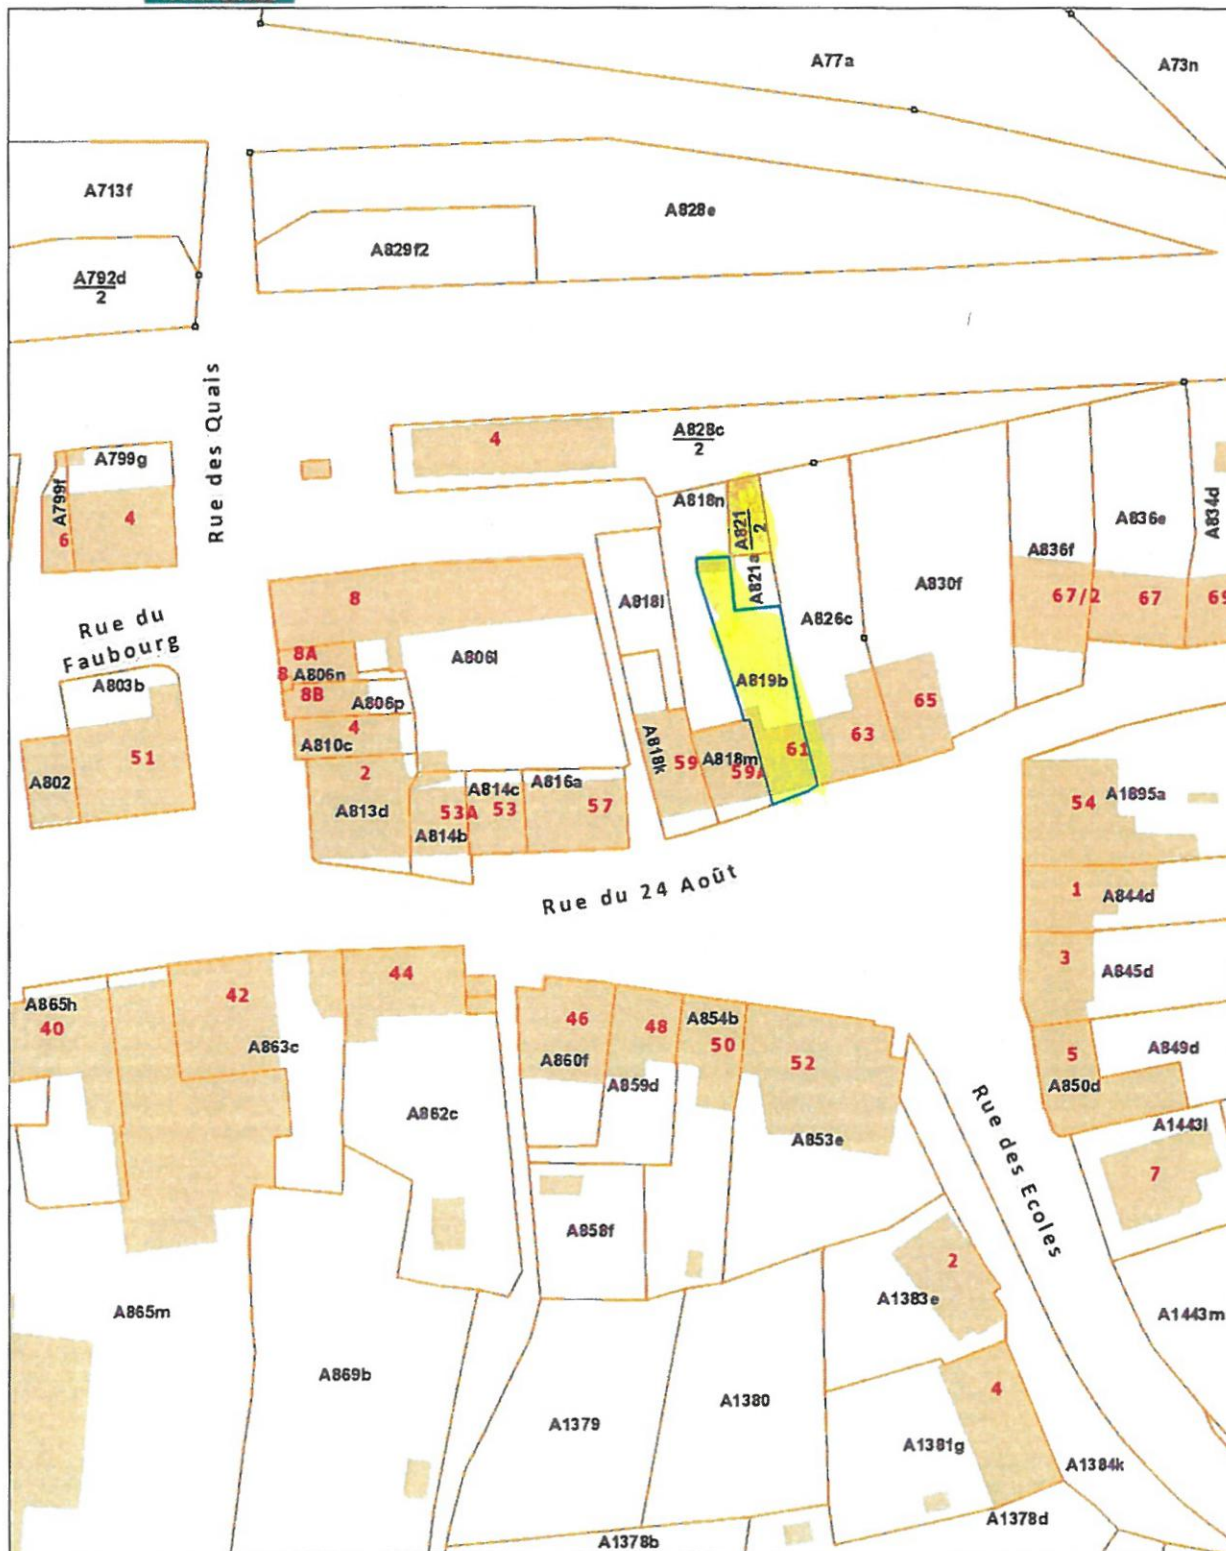 A77a
A73n
A713f
A828e
A829f2
A792d
2
Rue des Quais
4
A828c
2
A799g
A799f
4
6
A818n
A821
2
A836e
A834d
A836f
A821a
A830f
8
A818l
67/2
67
69
Rue du
Faubourg
A826c
8A
A806l
8
A806n
A803b
8B
A806p
A819b
65
4
A810c
A818k
63
51
59
A818m
61
59A
2
A802
A814c
A816a
A1895a
54
A813d
53A
53
57
A814b
Rue du 24 Août
1
A844d
44
3
A845d
42
A865h
40
46
48
A854b
50
A863c
A860f
52
5
A849d
A859d
A850d
A862c
A853e
Rue des Ecoles
A1443l
7
A858f
2
A1383e
A865m
A1443m
A869b
4
A1380
A1379
A1381g
A1384k
A1378d
A1378b